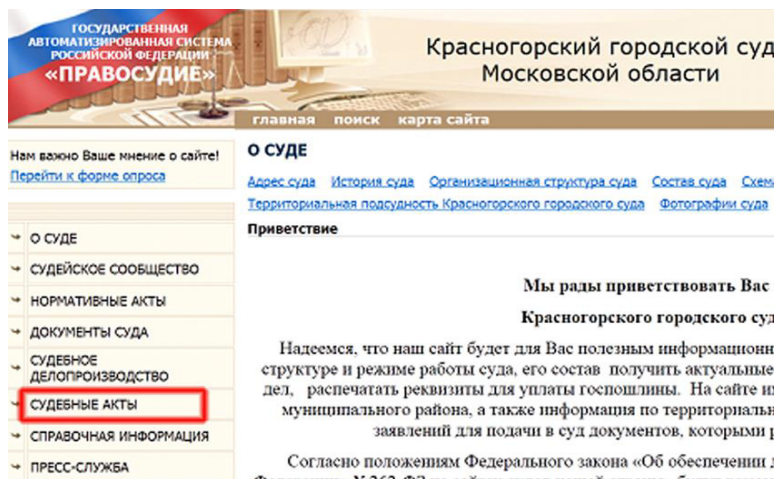 ГОСУДАРСТВЕННАЯ
АВТОМАТИЗИРОВАННАЯ СИСТЕМА
РОССИЙСКОЙ ФЕДЕРАЦИИ
«ПРАВОСУДИЕ»
Красногорский городской суд
Московской области
главная поиск карта сайта
Нам важно Ваше мнение о сайте!
Перейти к форме опроса
О СУДЕ
СУДЕЙСКОЕ СООБЩЕСТВО
НОРМАТИВНЫЕ АКТЫ
ДОКУМЕНТЫ СУДА
СУДЕБНОЕ
ДЕЛОПРОИЗВОДСТВО
СУДЕБНЫЕ АКТЫ
СПРАВОЧНАЯ ИНФОРМАЦИЯ
ПРЕСС-СЛУЖБА
О СУДЕ
Адрес суда История суда Организационная структура суда Состав суда Схема
Территориальная подсудность Красногорского городского суда Фотографии суда
Приветствие
Мы рады приветствовать Вас
Красногорского городского суд
Надеемся, что наш сайт будет для Вас полезным информационн
структуре и режиме работы суда, его состав получить актуальные
дел, распечатать реквизиты для уплаты госпошлины. На сайте им
муниципального района, а также информация по территориальн
заявлений для подачи в суд документов, которыми р
Согласно положениям Федерального закона «Об обеспечении д